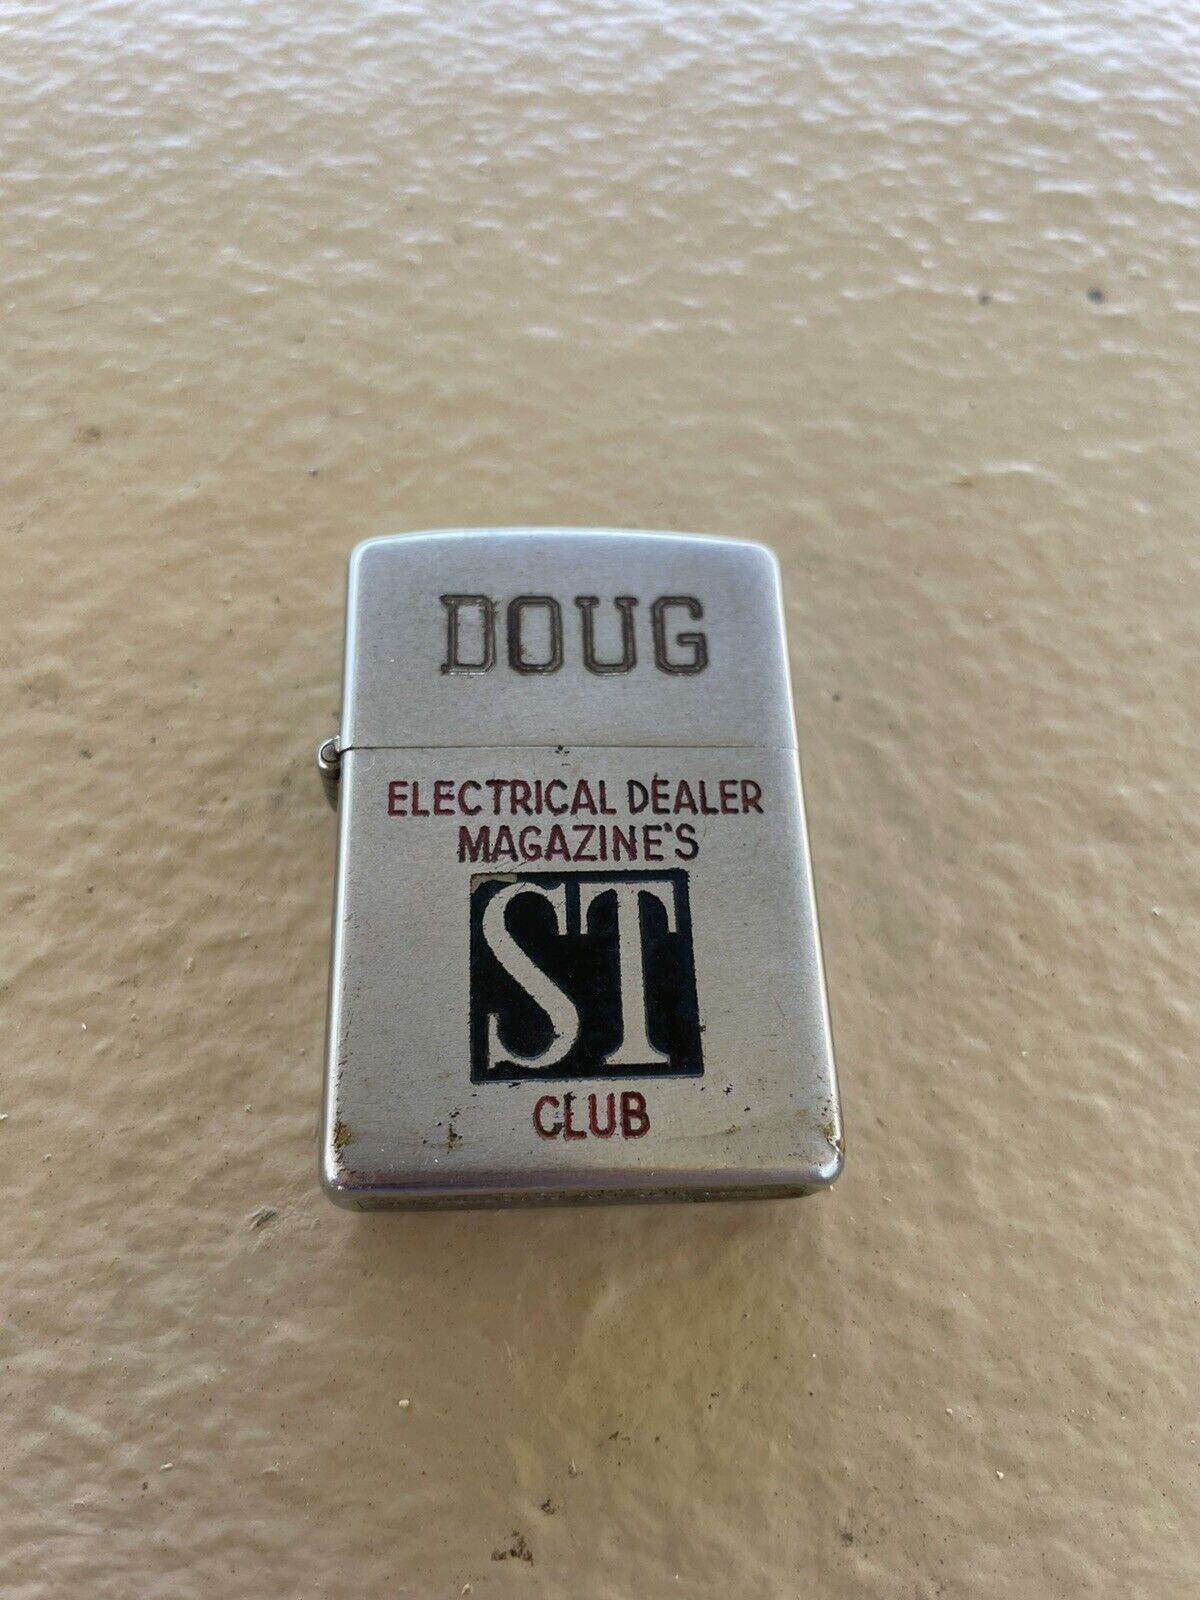 DOUG
ELECTRICAL DEALER
MAGAZINE'S
ST
CLUB